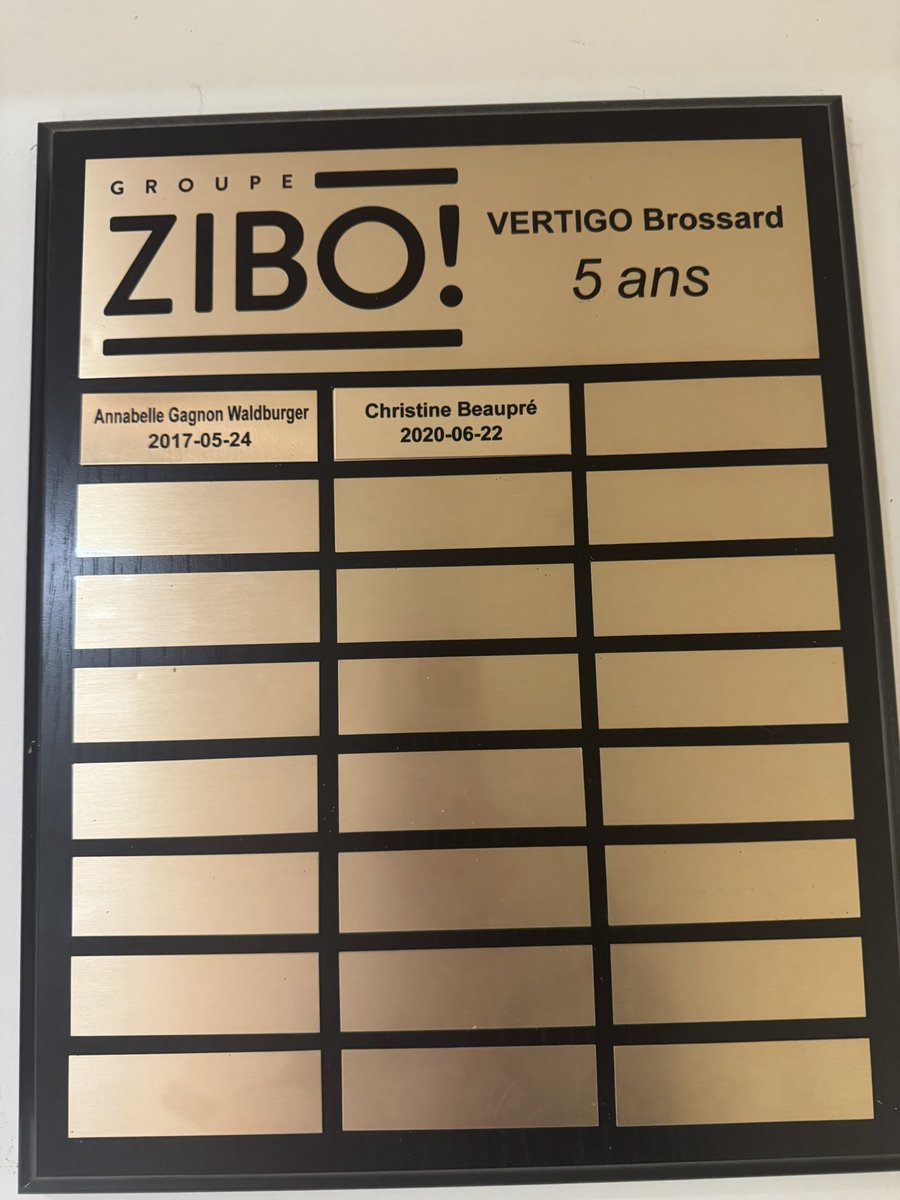 GROUPE
ZIBO!
VERTIGO Brossard
5 ans
Annabelle Gagnon Waldburger
2017-05-24
Christine Beaupré
2020-06-22